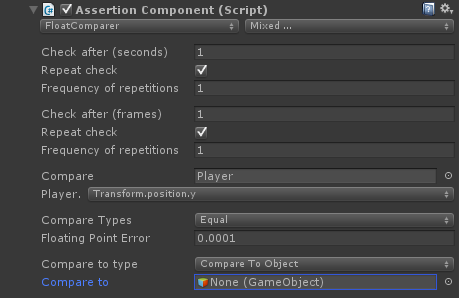 Assertion Component (Script)
FloatComparer Mixed ...
Check after (seconds) 1
Repeat check
Frequency of repetitions 1
Check after (frames) 1
Repeat check
Frequency of repetitions 1
Compare Player
Player. Transform.position.y
Compare Types Equal
Floating Point Error 0.0001
Compare to type Compare To Object
Compare to None (GameObject)